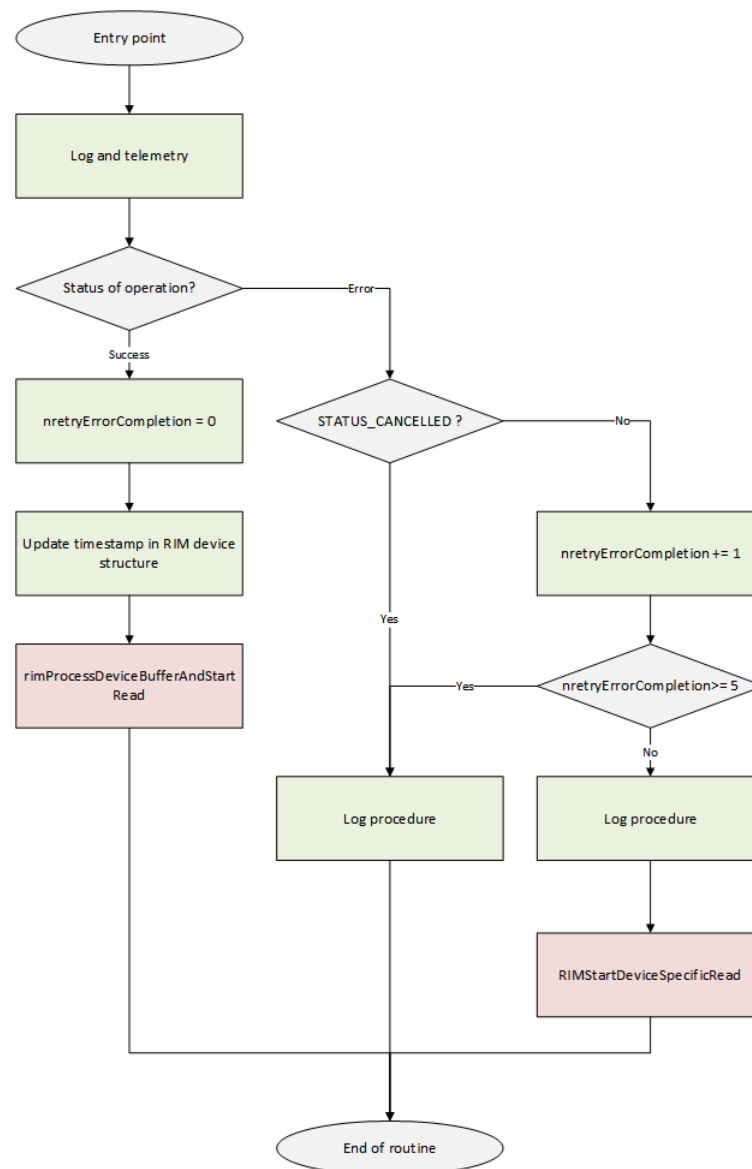 Entry point
Log and telemetry
Status of operation?
Error
Success
nretryErrorCompletion = 0
STATUS_CANCELLED ?
No
Update timestamp in RIM device
structure
nretryErrorCompletion += 1
Yes
rimProcessDeviceBufferAndStart
Read
Yes
nretryErrorCompletion>= 5
No
Log procedure
Log procedure
RIMStartDeviceSpecificRead
End of routine